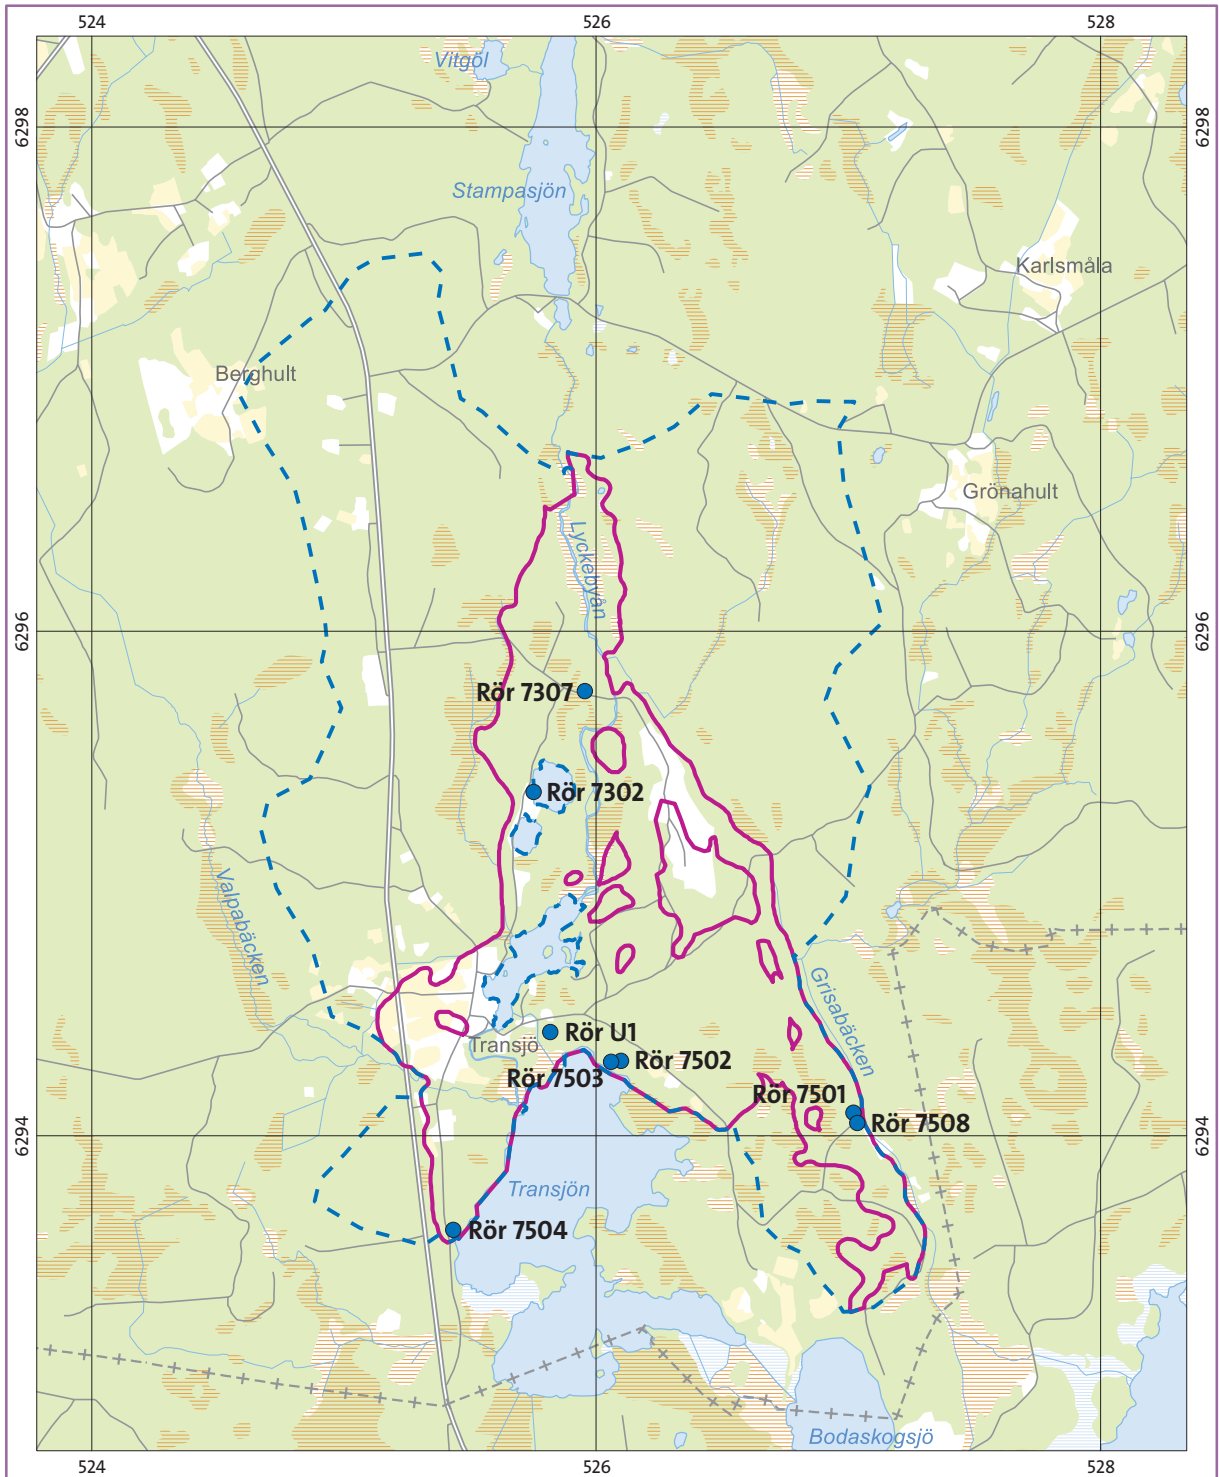 524
526
528
Vitgöl
6298
6298
Stampasjön
Karlsmåla
Berghult
Grönahult
Lyckebyån
6296
6296
Rör 7307
Rör 7302
Valpabäcken
Grisabäcken
Rör U1
Transjö
Rör 7502
Rör 7503
Rör 7501
Rör 7508
6294
6294
Transjön
Rör 7504
Bodaskogsjö
524
526
528